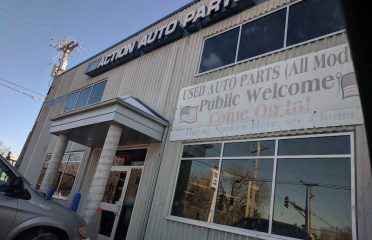 ACTION AUTO PARTS
USED AUTO PARTS (All Mod
Public Welcome
Come On In!